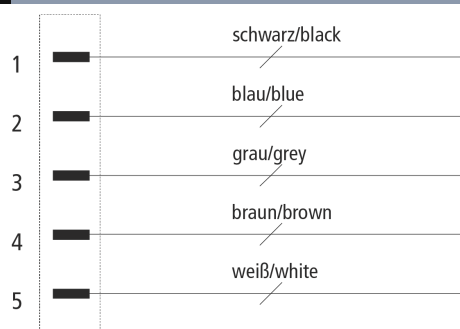 schwarz/black
1
blau/blue
2
grau/grey
3
braun/brown
4
weiß/white
5